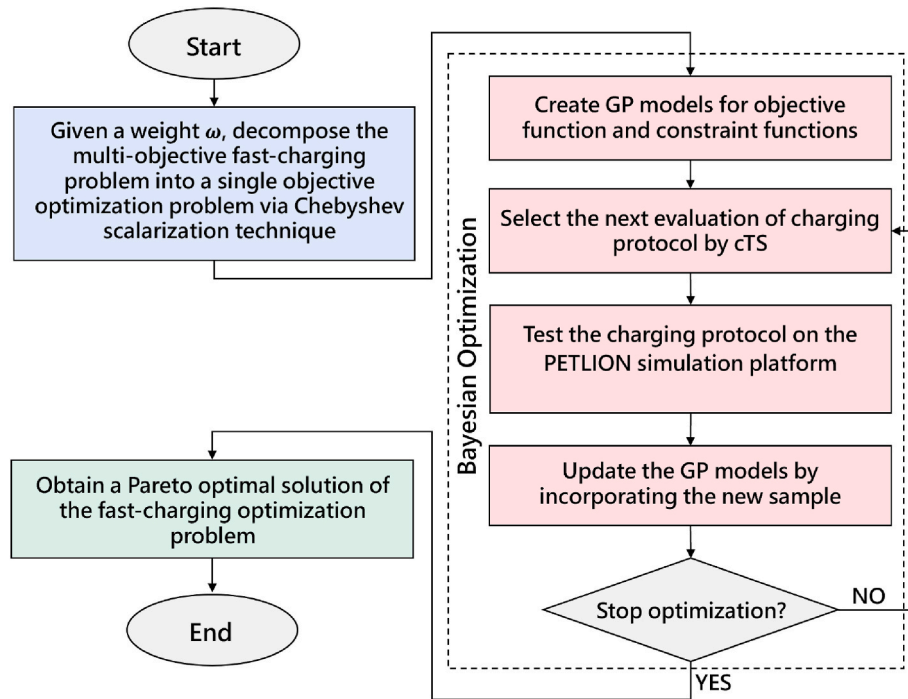 Start
Given a weight ω, decompose the
multi-objective fast-charging
problem into a single objective
optimization problem via Chebyshev
scalarization technique
Bayesian Optimization
Create GP models for objective
function and constraint functions
Select the next evaluation of charging
protocol by cTS
Test the charging protocol on the
PETLION simulation platform
Update the GP models by
incorporating the new sample
Stop optimization?
NO
YES
Obtain a Pareto optimal solution of
the fast-charging optimization
problem
End